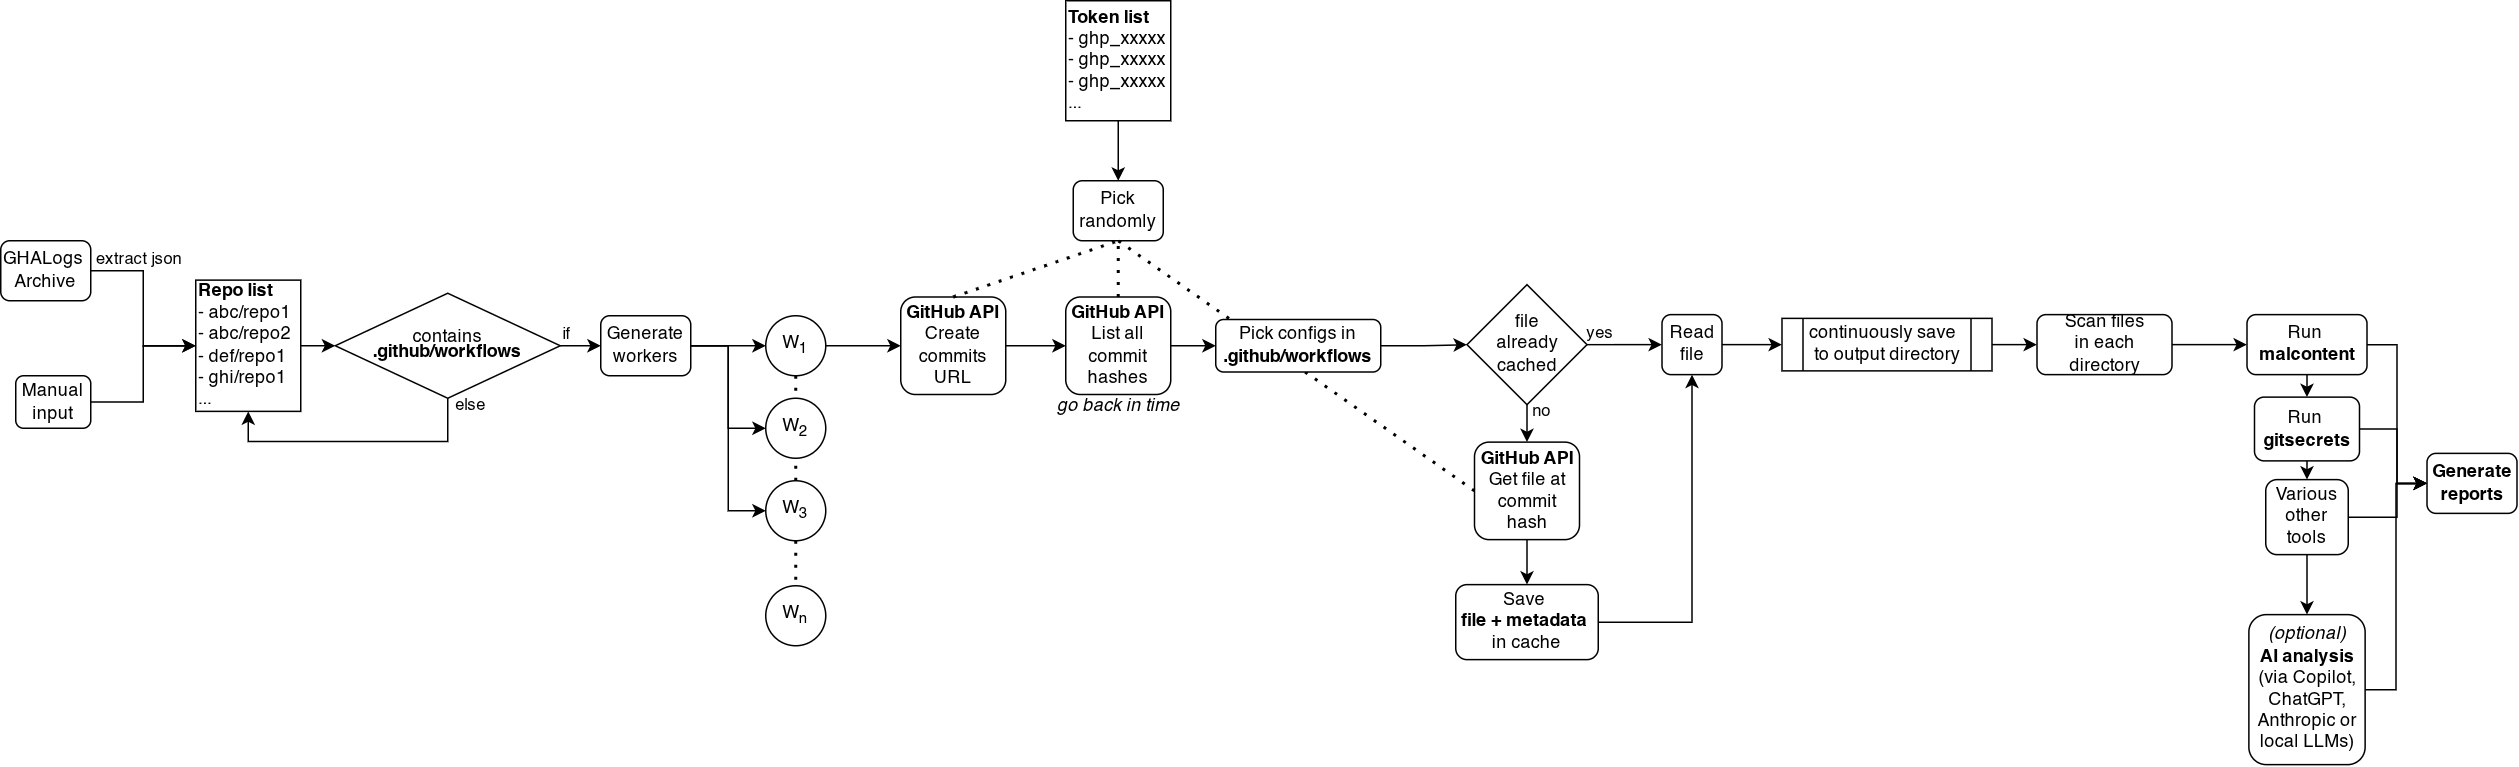 GHALogs
Archive
extract json
Manual
input
Repo list
- abc/repo1
- abc/repo2
- def/repo1
- ghi/repo1
...
contains
.github/workflows
if
else
Generate
workers
W1
W2
W3
Wn
Token list
- ghp_xxxxx
- ghp_xxxxx
- ghp_xxxxx
...
Pick
randomly
GitHub API
Create
commits
URL
GitHub API
List all
commit
hashes
go back in time
Pick configs in
.github/workflows
file
already
cached
yes
no
GitHub API
Get file at
commit
hash
Save
file + metadata
in cache
Read
file
continuously save
to output directory
Scan files
in each
directory
Run
malcontent
Run
gitsecrets
Various
other
tools
(optional)
AI analysis
(via Copilot,
ChatGPT,
Anthropic or
local LLMs)
Generate
reports